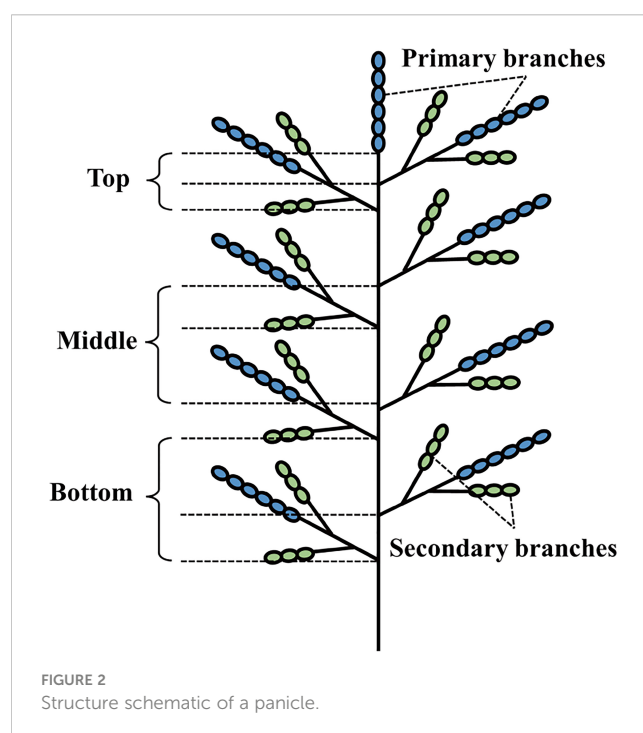 Primary branches
Top
Middle
Bottom
Secondary branches
FIGURE 2
Structure schematic of a panicle.